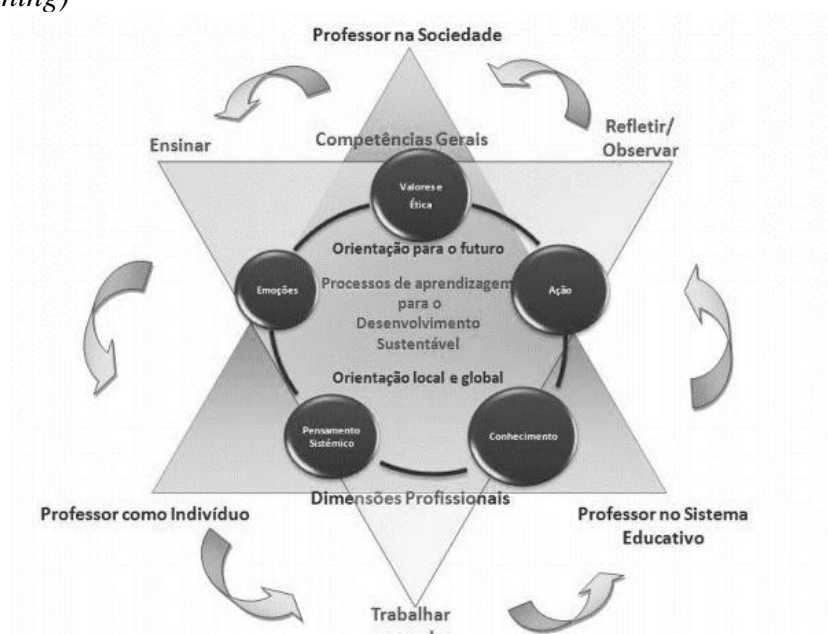 ning)
Professor na Sociedade
Ensinar
Competências Gerais
Refletir/
Observar
Valores e
Ética
Orientação para o futuro
Emoções
Processos de aprendizagem
para o
Desenvolvimento
Sustentável
Ação
Orientação local e global
Pensamento
Sistémico
Conhecimento
Dimensões Profissionais
Professor como Indivíduo
Professor no Sistema
Educativo
Trabalhar